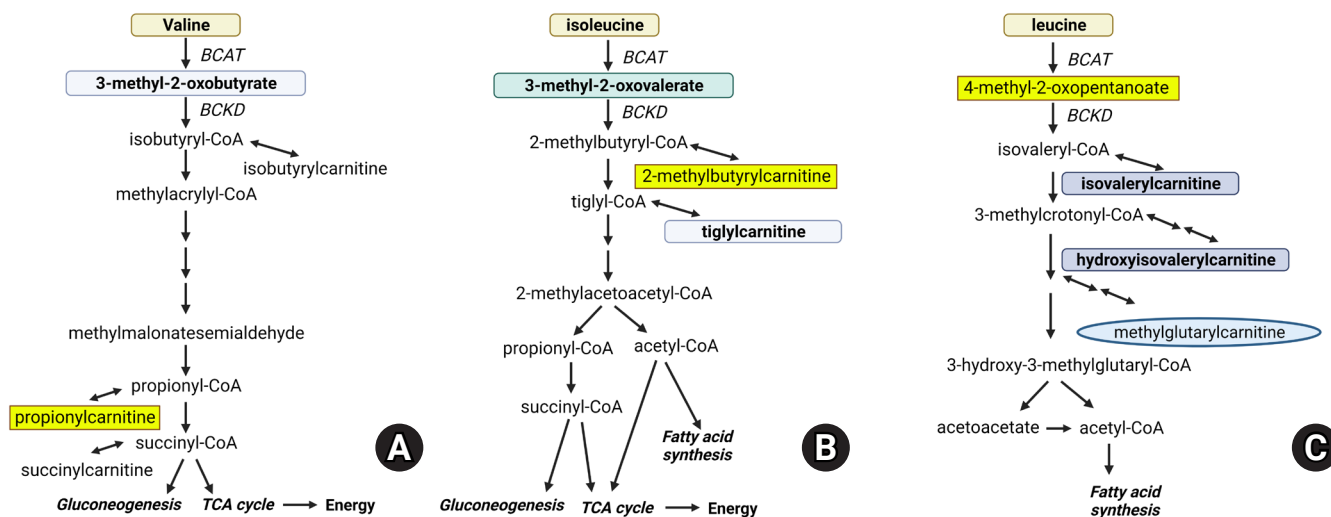 Valine
BCAT
3-methyl-2-oxobutyrate
BCKD
isobutyryl-CoA
isobutyrylcarnitine
methylacrylyl-CoA
methylmalonatesemialdehyde
propionyl-CoA
propionylcarnitine
succinyl-CoA
succinylcarnitine
Gluconeogenesis TCA cycle Energy
A
isoleucine
BCAT
3-methyl-2-oxovalerate
BCKD
2-methylbutyryl-CoA
2-methylbutyrylcarnitine
tiglyl-CoA
tiglylcarnitine
2-methylacetoacetyl-CoA
propionyl-CoA acetyl-CoA
succinyl-CoA
Fatty acid
synthesis
Gluconeogenesis TCA cycle Energy
B
leucine
BCAT
4-methyl-2-oxopentanoate
BCKD
isovaleryl-CoA
isovalerylcarnitine
3-methylcrotonyl-CoA
hydroxyisovalerylcarnitine
methylglutarylcarnitine
3-hydroxy-3-methylglutaryl-CoA
acetoacetate acetyl-CoA
Fatty acid
synthesis
C